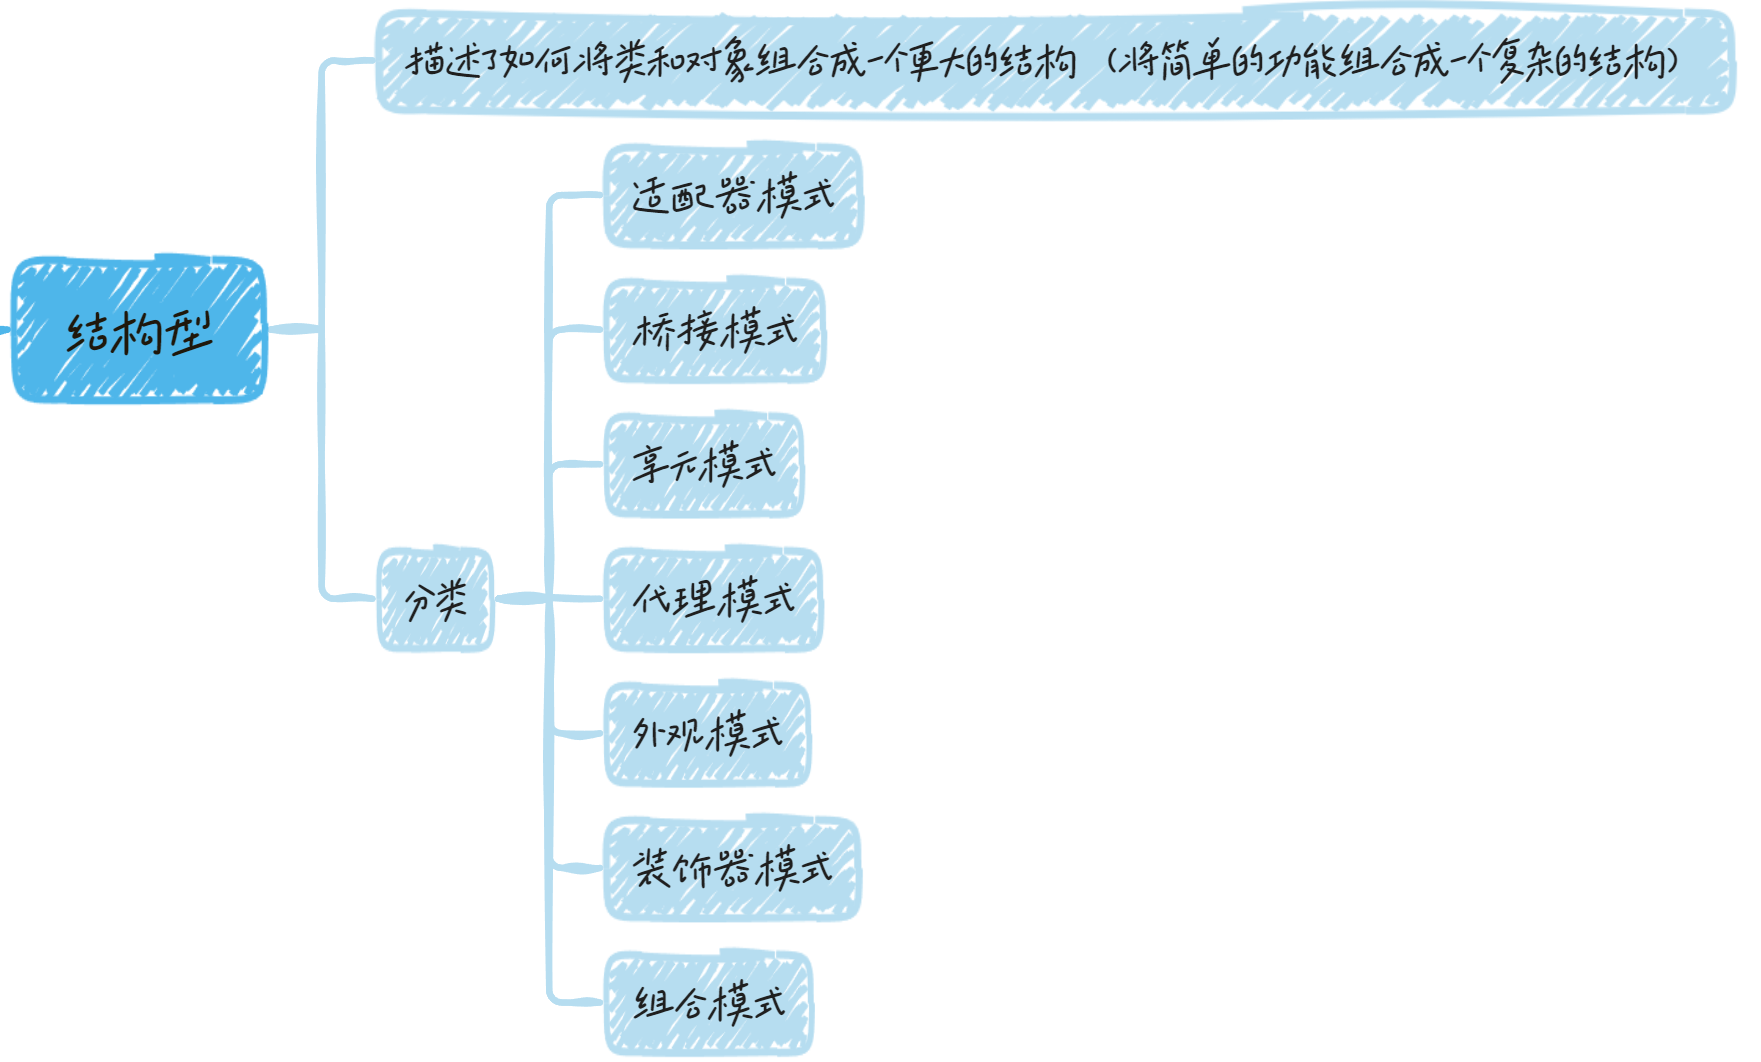 描述了如何将类和对象组合成一个更大的结构（将简单的功能组合成一个复杂的结构）
适配器模式
桥接模式
结构型
享元模式
分类
代理模式
外观模式
装饰器模式
组合模式